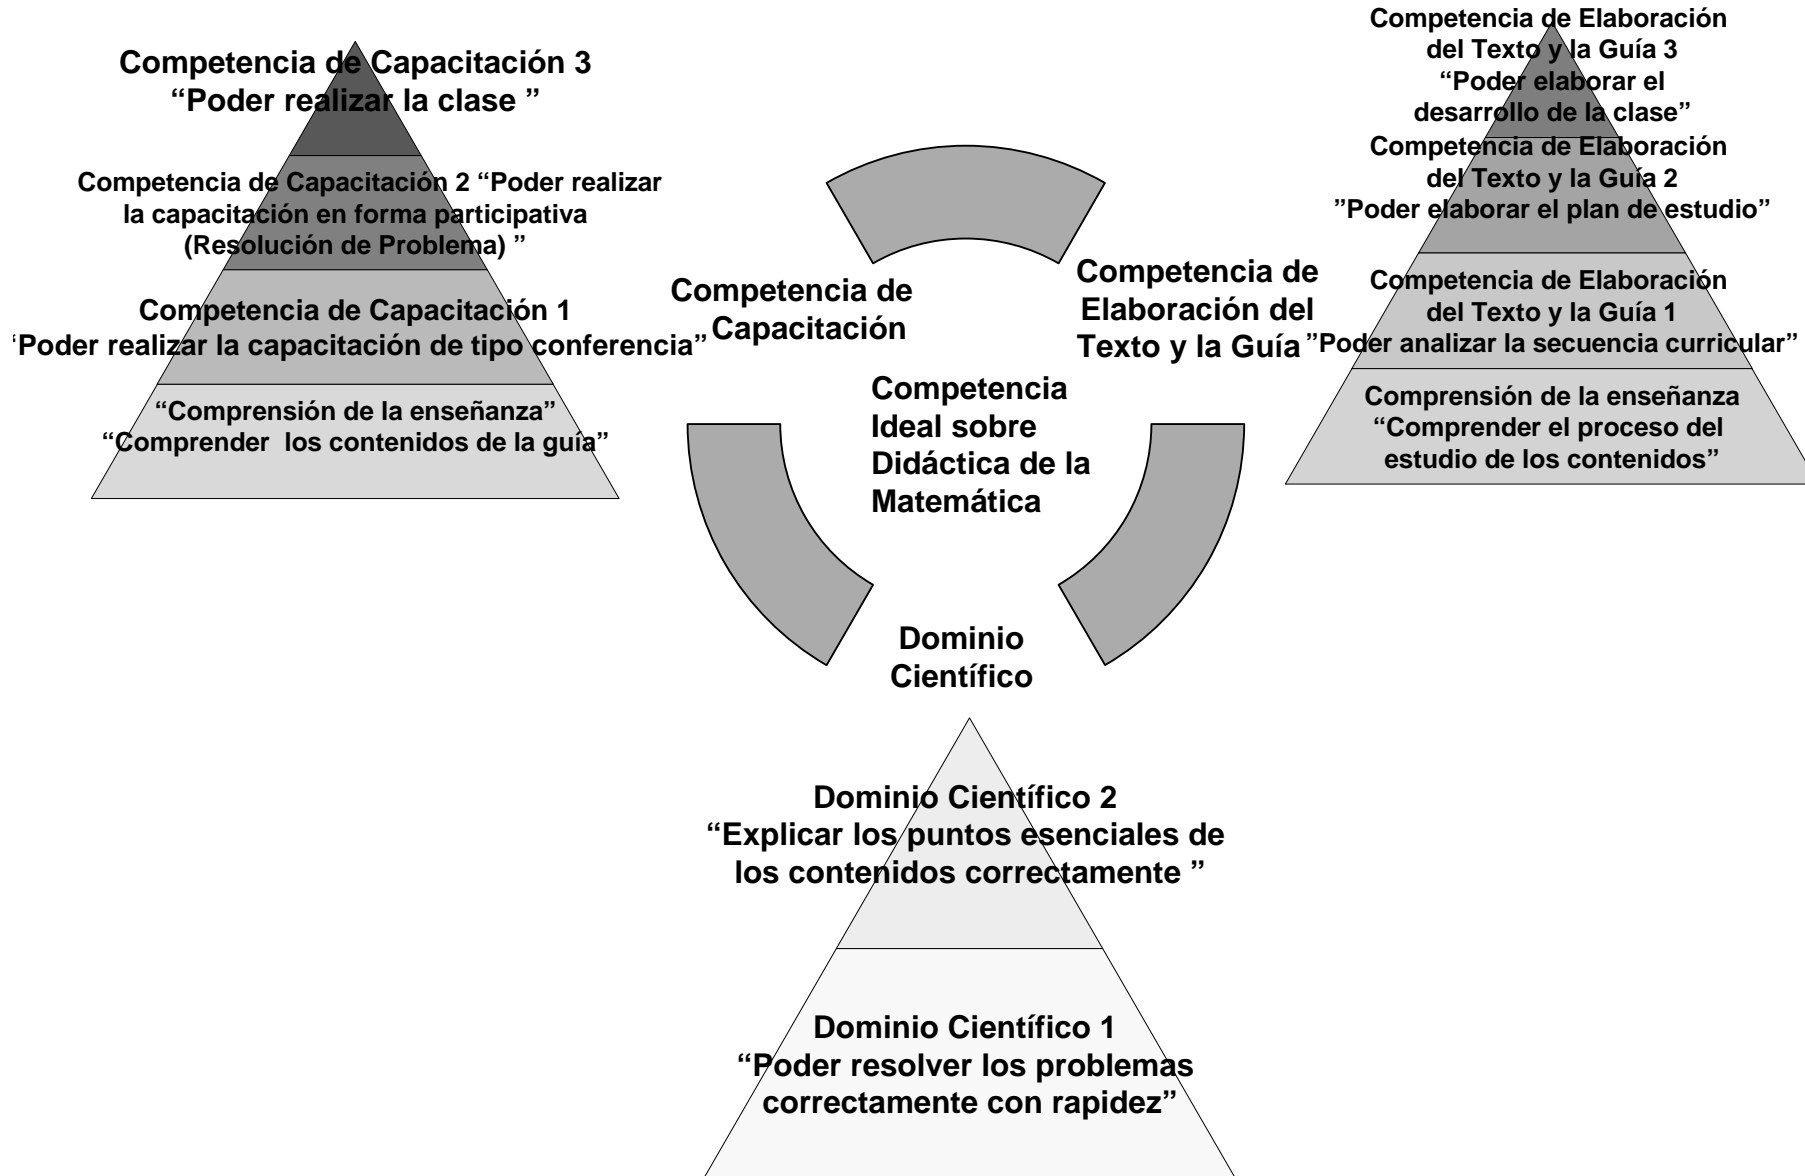 Competencia de Capacitación 3
“Poder realizar la clase ”
Competencia de Capacitación 2 “Poder realizar
la capacitación en forma participativa
(Resolución de Problema) ”
Competencia de Capacitación 1
“Poder realizar la capacitación de tipo conferencia”
“Comprensión de la enseñanza”
“Comprender los contenidos de la guía”
Competencia de
Capacitación
Competencia de
Elaboración del
Texto y la Guía
Competencia
Ideal sobre
Didáctica de la
Matemática
Dominio
Científico
Competencia de Elaboración
del Texto y la Guía 3
“Poder elaborar el
desarrollo de la clase”
Competencia de Elaboración
del Texto y la Guía 2
”Poder elaborar el plan de estudio”
Competencia de Elaboración
del Texto y la Guía 1
”Poder analizar la secuencia curricular”
Comprensión de la enseñanza
“Comprender el proceso del
estudio de los contenidos”
Dominio Científico 2
“Explicar los puntos esenciales de
los contenidos correctamente ”
Dominio Científico 1
“Poder resolver los problemas
correctamente con rapidez”